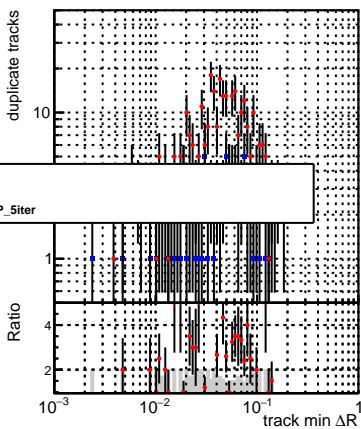 duplicate tracks
10
P_5iter
1
Ratio
4
2
10⁻³ 10⁻² 10⁻¹ 1
track min ΔR